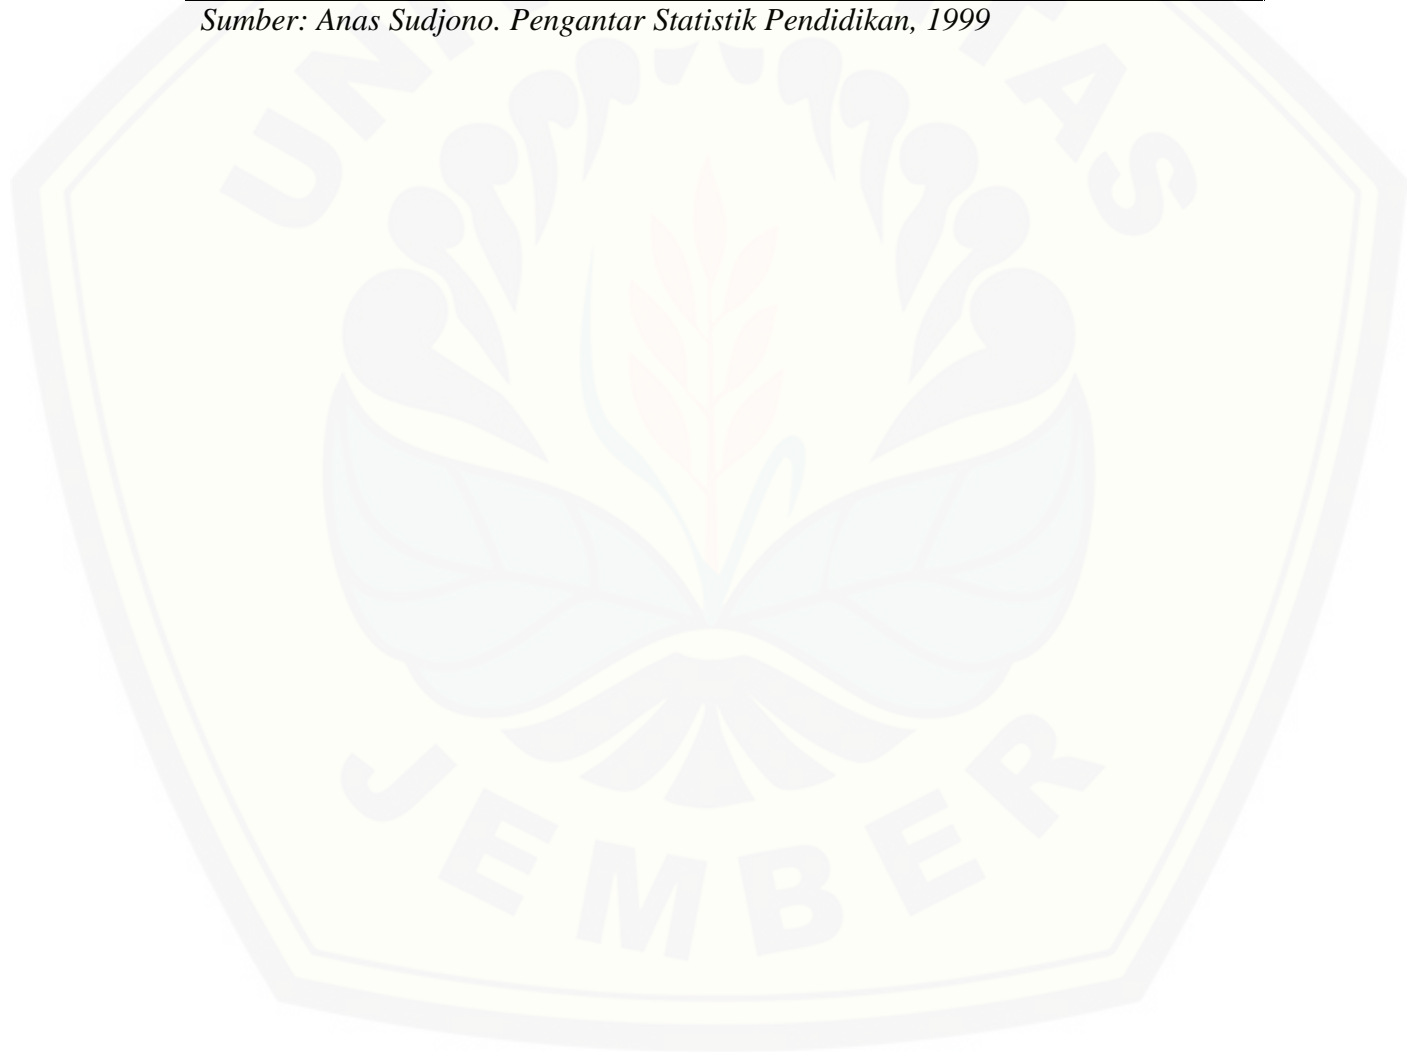 Sumber: Anas Sudjono. Pengantar Statistik Pendidikan, 1999
UNIVERSITAS
JEMBER